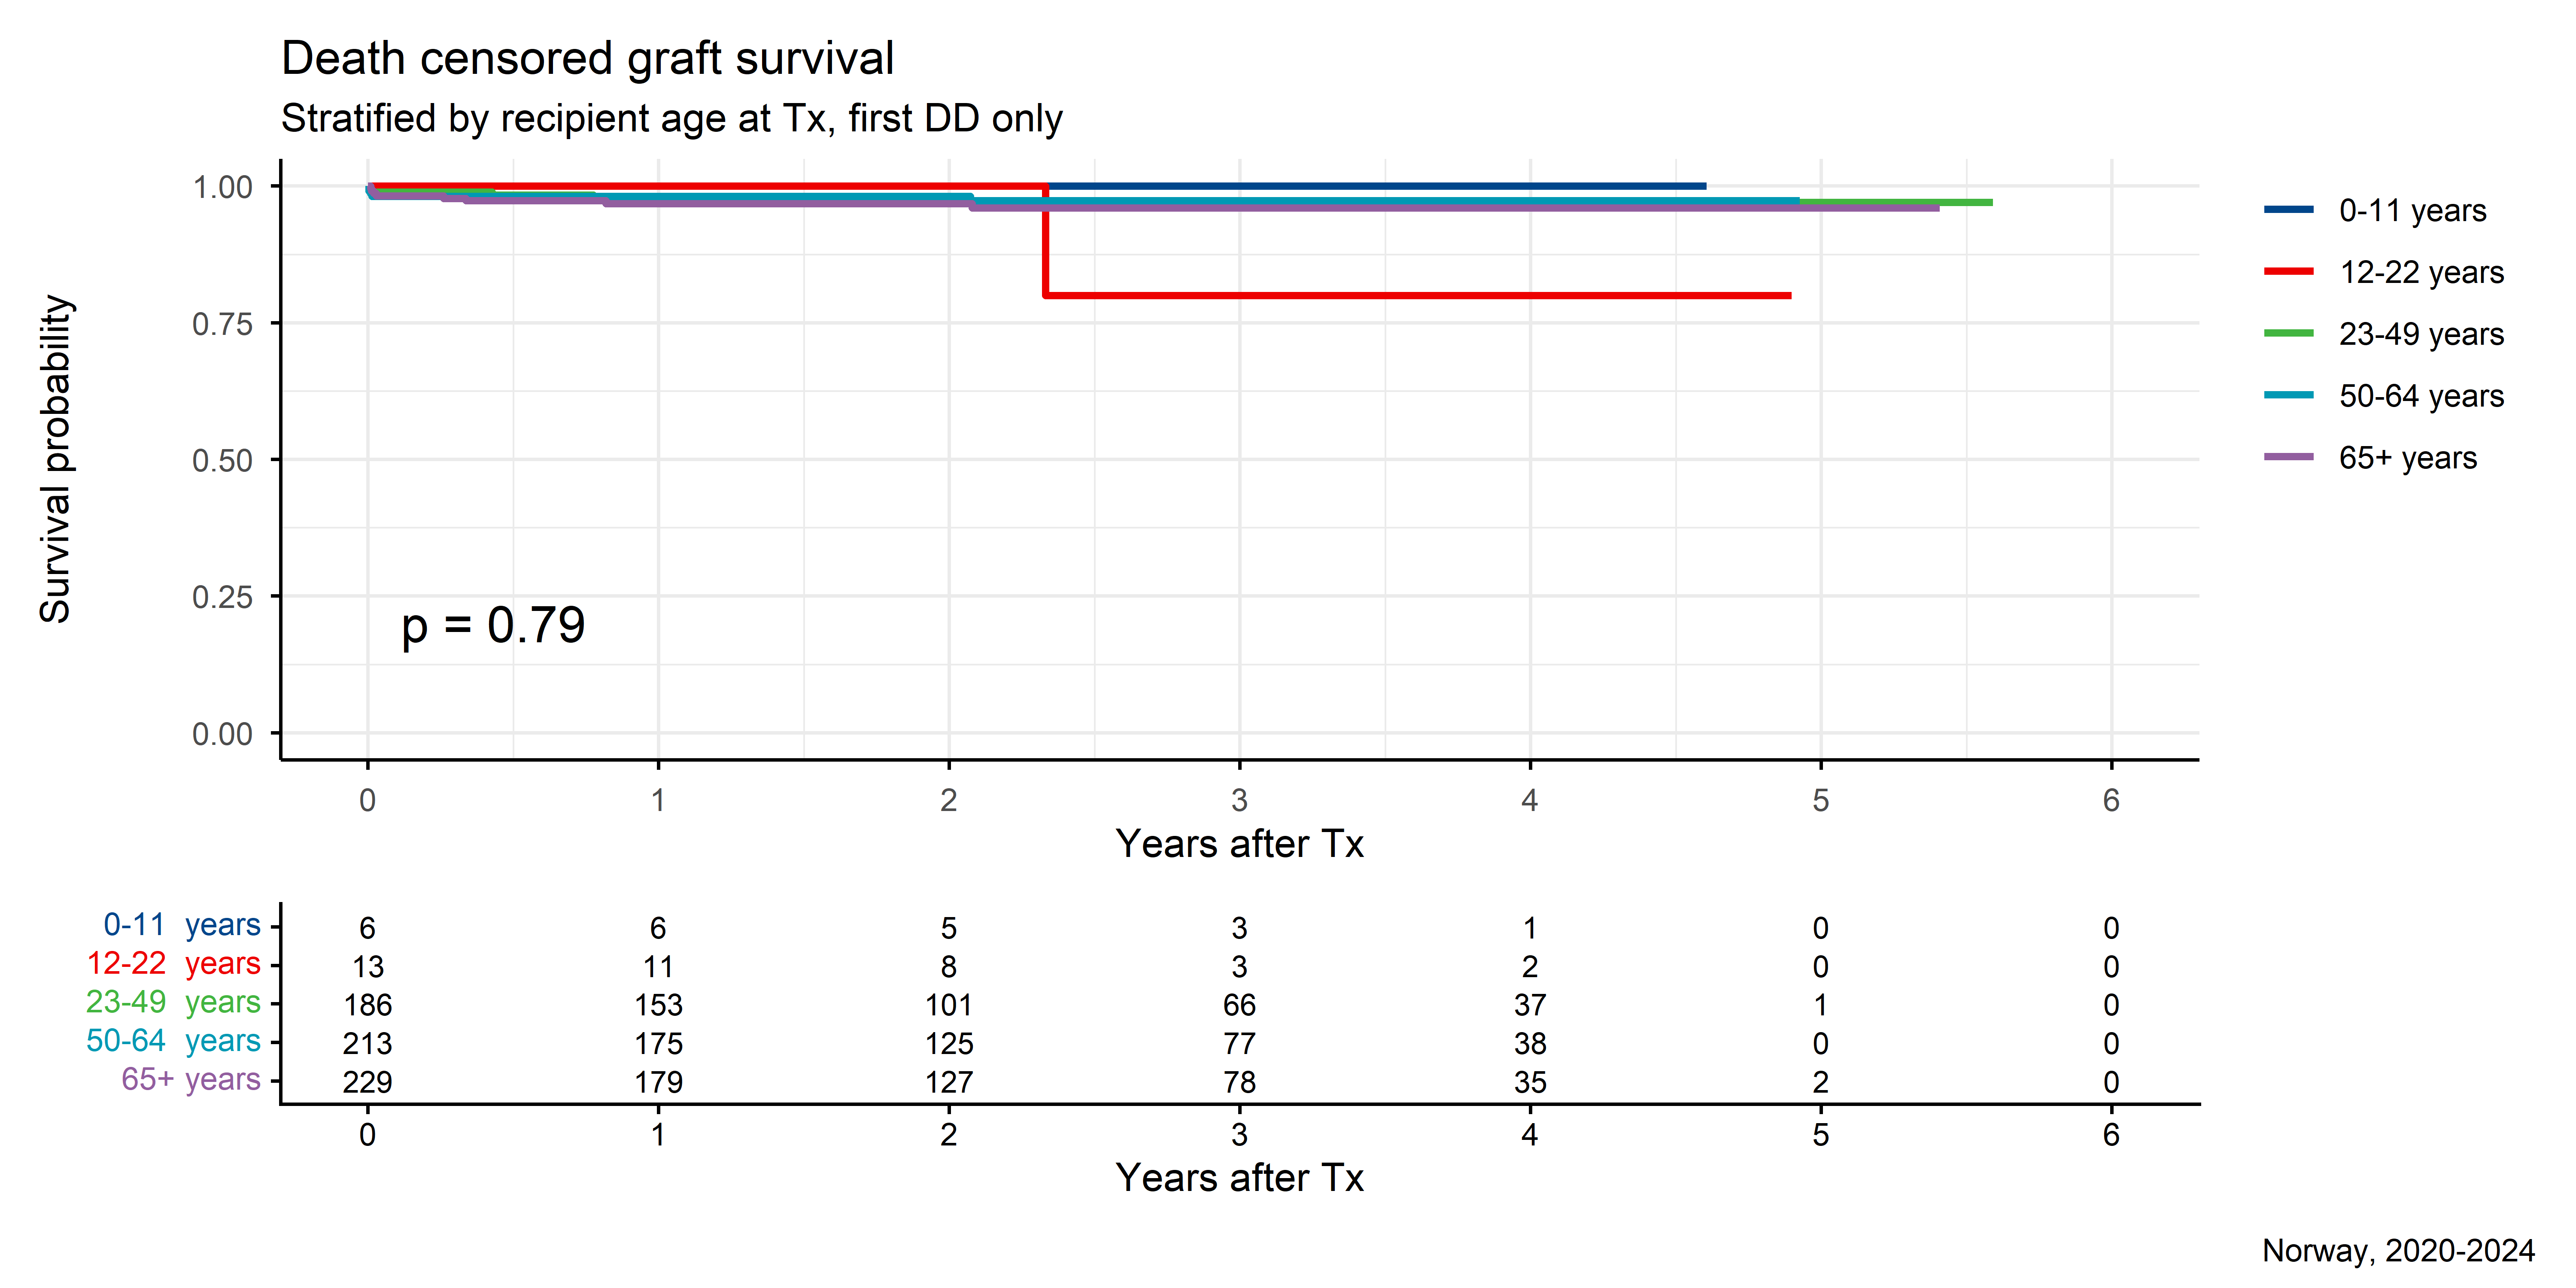 Death censored graft survival
Stratified by recipient age at Tx, first DD only
Survival probability
1.00
0.75
0.50
0.25
0.00
p = 0.79
0 1 2 3 4 5 6
Years after Tx
0-11 years
12-22 years
23-49 years
50-64 years
65+ years
0-11 years 6 6 5 3 1 0 0
12-22 years 13 11 8 3 2 0 0
23-49 years 186 153 101 66 37 1 0
50-64 years 213 175 125 77 38 0 0
65+ years 229 179 127 78 35 2 0
0 1 2 3 4 5 6
Years after Tx
Norway, 2020-2024